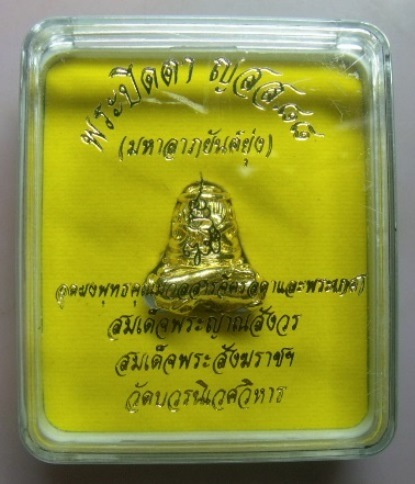 พระปิดตา ญสส๘๘
(มหาลาภยันต์ยุ่ง)
สมเด็จพระญาณสังวร
สมเด็จพระสังฆราชฯ
วัดบวรนิเวศวิหาร